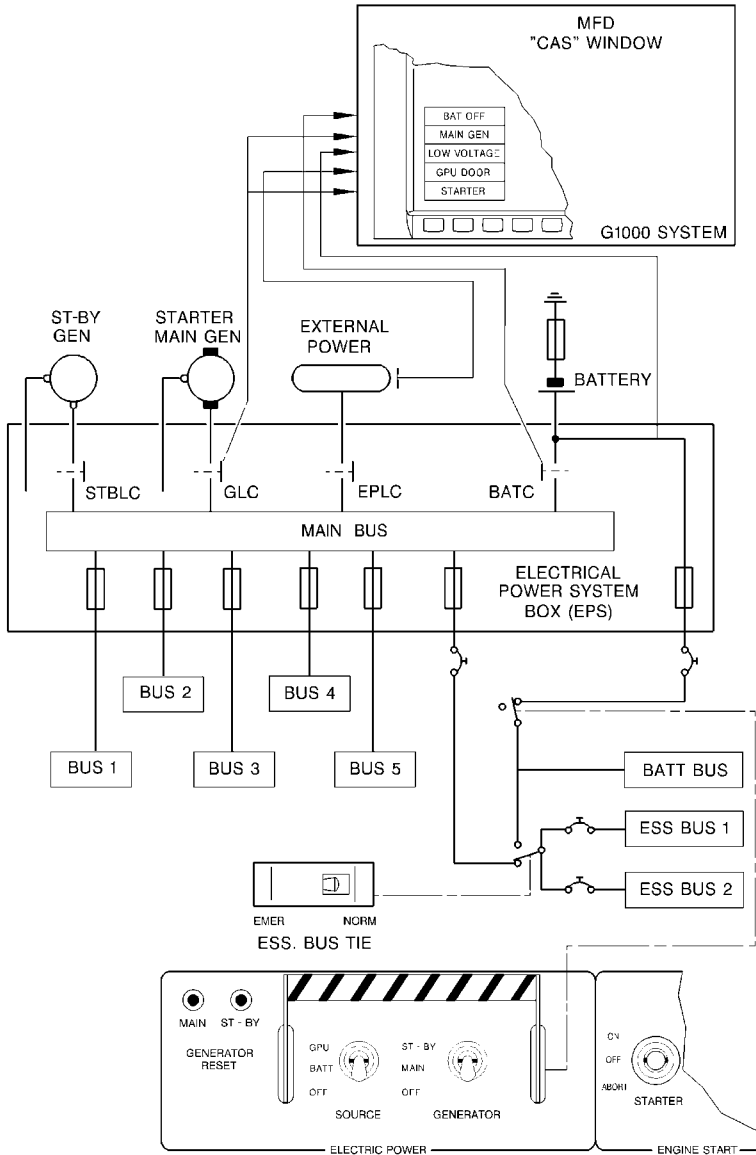 MFD
"CAS" WINDOW
BAT OFF
MAIN GEN
LOW VOLTAGE
GPU DOOR
STARTER
G1000 SYSTEM
ST-BY
GEN
STARTER
MAIN GEN
EXTERNAL
POWER
BATTERY
STBLC
GLC
EPLC
BATC
MAIN BUS
ELECTRICAL
POWER SYSTEM
BOX (EPS)
BUS 2
BUS 4
BUS 1
BUS 3
BUS 5
BATT BUS
ESS BUS 1
ESS BUS 2
EMER NORM
ESS. BUS TIE
MAIN ST - BY
GENERATOR
RESET
GPU
BATT
OFF
SOURCE
ST - BY
MAIN
OFF
GENERATOR
ELECTRIC POWER
ON
OFF
ABORT
STARTER
ENGINE START